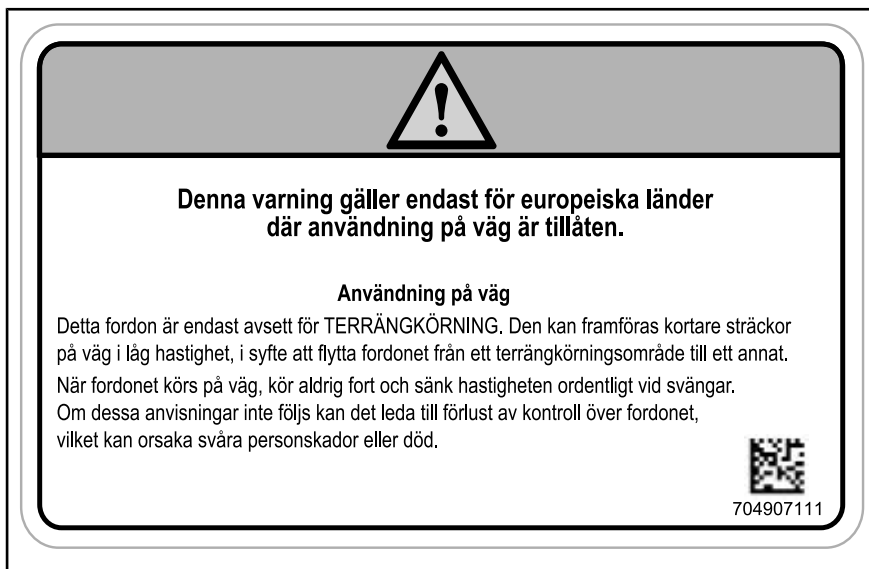 Denna varning gäller endast för europeiska länder
där användning på väg är tillåten.
Användning på väg
Detta fordon är endast avsett för TERRÄNGKÖRNING. Den kan framföras kortare sträckor
på väg i låg hastighet, i syfte att flytta fordonet från ett terrängkörningsområde till ett annat.
När fordonet körs på väg, kör aldrig fort och sänk hastigheten ordentligt vid svängar.
Om dessa anvisningar inte följs kan det leda till förlust av kontroll över fordonet,
vilket kan orsaka svåra personskador eller död.
704907111